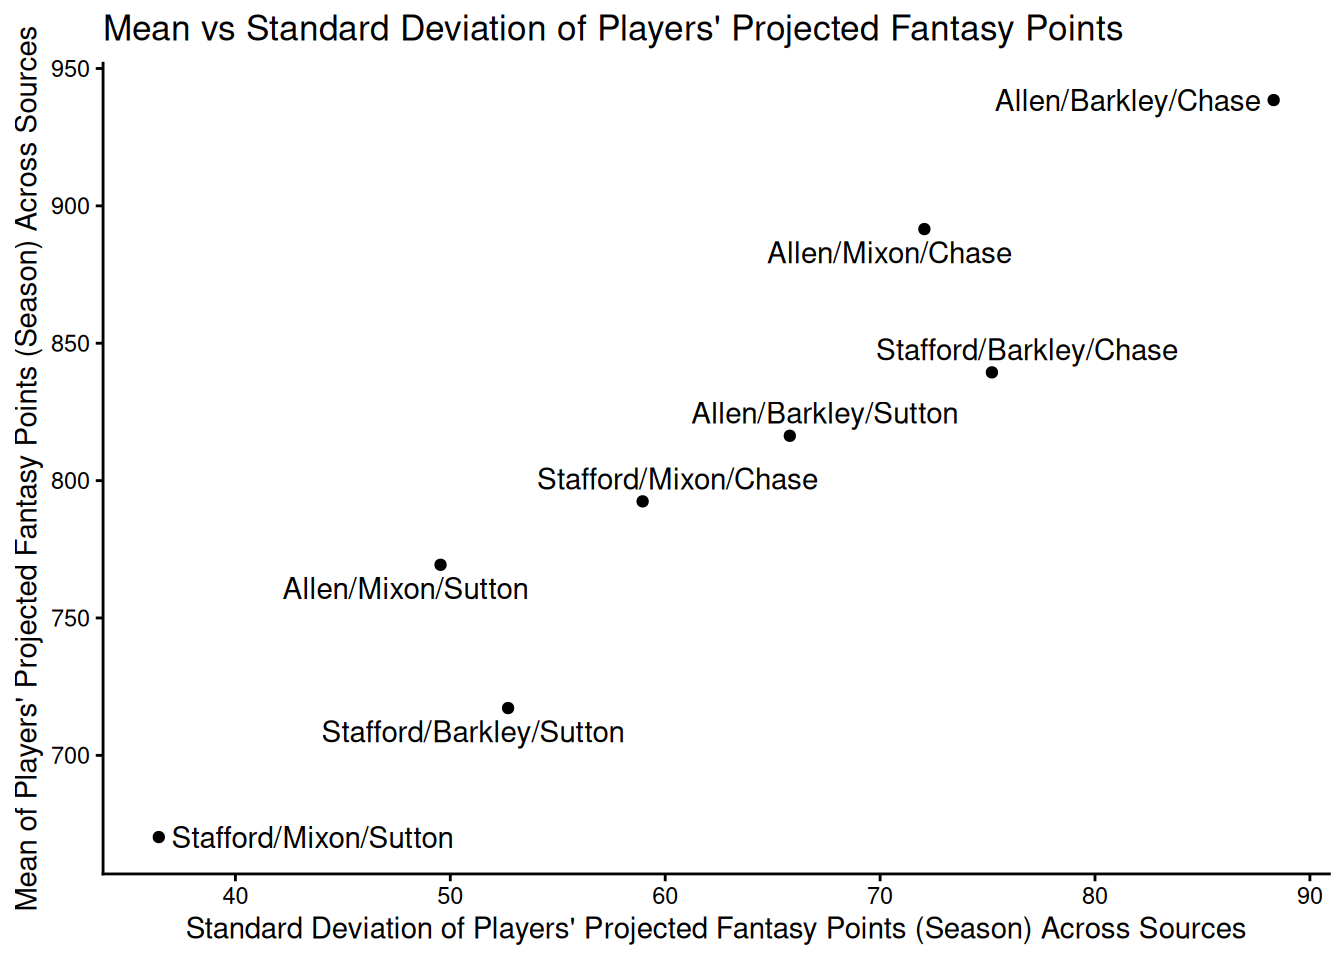 Mean vs Standard Deviation of Players' Projected Fantasy Points
Mean of Players' Projected Fantasy Points (Season) Across Sources
950
900
850
800
750
700
Allen/Barkley/Chase
Allen/Mixon/Chase
Stafford/Barkley/Chase
Allen/Barkley/Sutton
Stafford/Mixon/Chase
Allen/Mixon/Sutton
Stafford/Barkley/Sutton
Stafford/Mixon/Sutton
40 50 60 70 80 90
Standard Deviation of Players' Projected Fantasy Points (Season) Across Sources